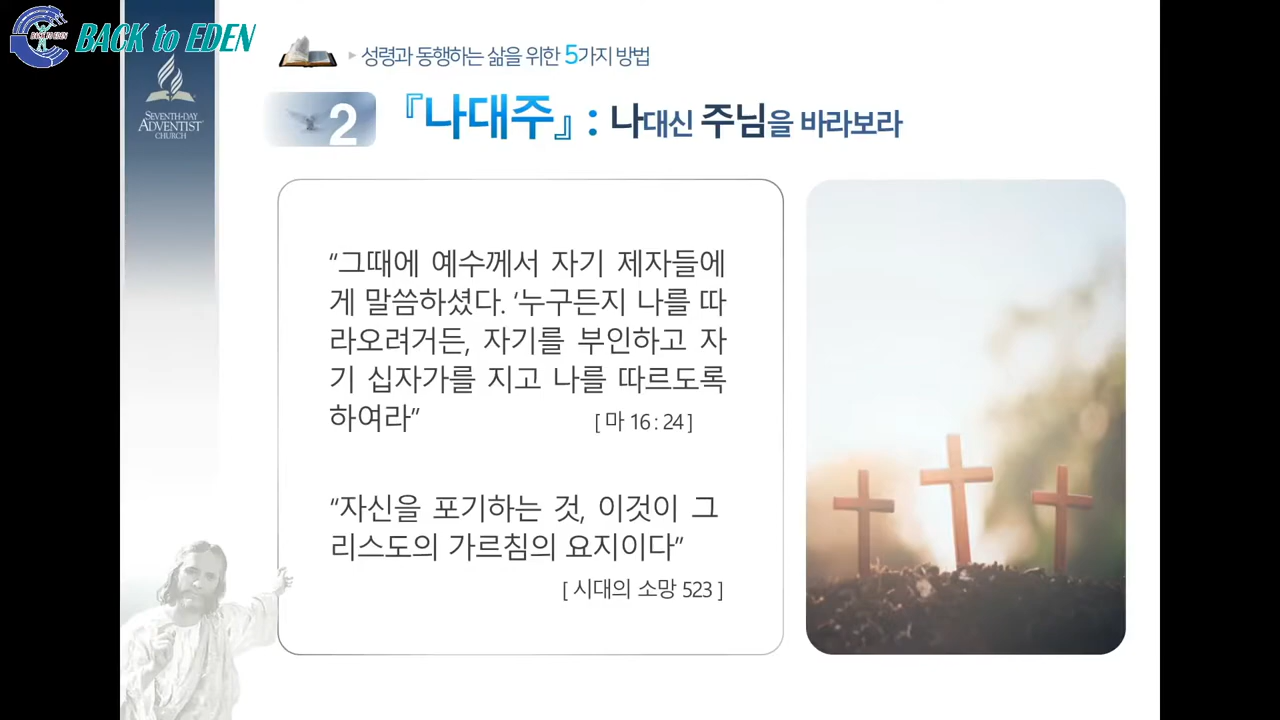 BACK to EDEN
SEVENTH-DAY
ADVENTIST
CHURCH
▸ 성령과 동행하는 삶을 위한 5가지 방법
2 『나대주』 : 나대신 주님을 바라보라
“그때에 예수께서 자기 제자들에
게 말씀하셨다. ‘누구든지 나를 따
라오려거든, 자기를 부인하고 자
기 십자가를 지고 나를 따르도록
하여라” [ 마 16 : 24 ]
“자신을 포기하는 것, 이것이 그
리스도의 가르침의 요지이다”
[ 시대의 소망 523 ]